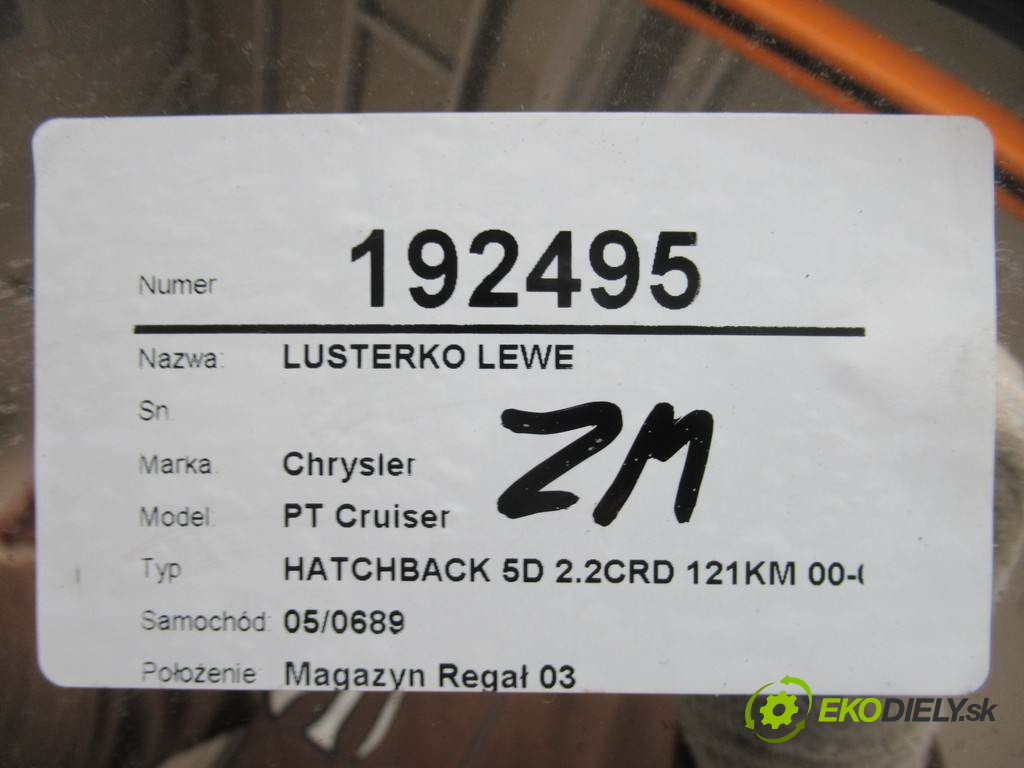 Numer 192495
Nazwa: LUSTERKO LEWE
Sn
ZM
Marka Chrysler
Model: PT Cruiser
Typ HATCHBACK 5D 2.2CRD 121KM 00-
Samochód: 05/0689
Położenie Magazyn Regał 03
EKODIELY.sk